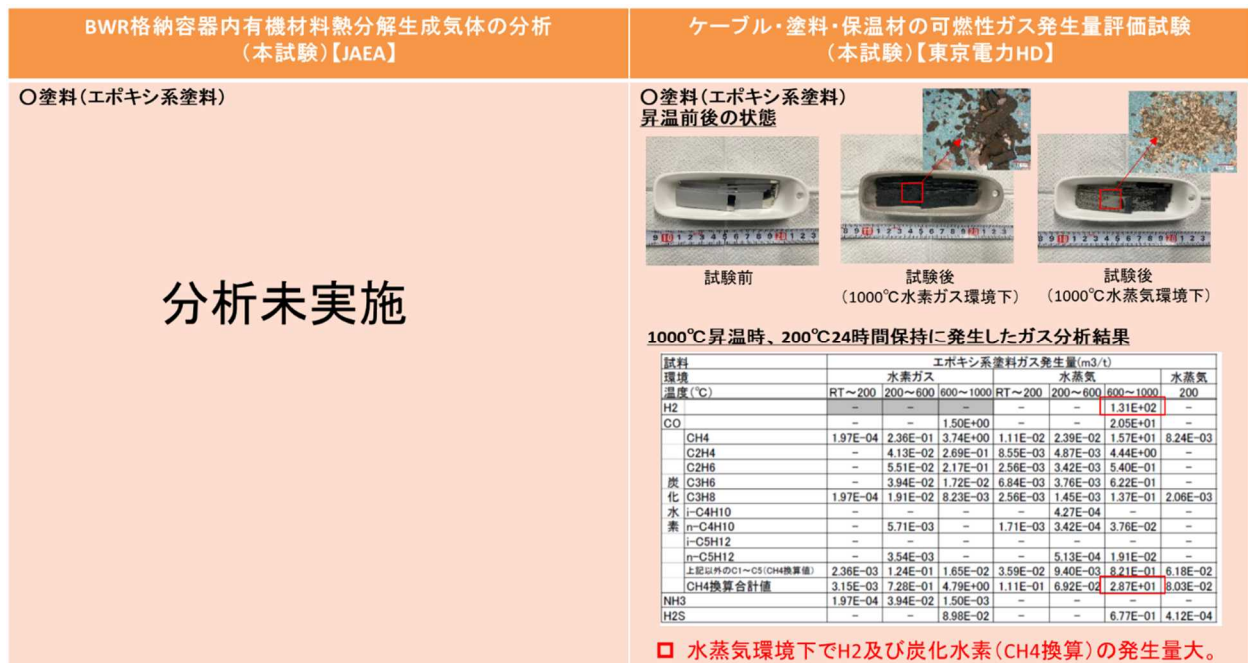 BWR格納容器内有機材料熱分解生成気体の分析
（本試験）【JAEA】
ケーブル・塗料・保温材の可燃性ガス発生量評価試験
（本試験）【東京電力HD】
〇塗料（エポキシ系塗料）
分析未実施
〇塗料（エポキシ系塗料）
昇温前後の状態
試験前
試験後
（1000℃水素ガス環境下）
試験後
（1000℃水蒸気環境下）
1000℃昇温時、200℃24時間保持に発生したガス分析結果
試料 エポキシ系塗料ガス発生量(m3/t)
環境 水素ガス 水蒸気 水蒸気
温度(℃) RT～200 200～600 600～1000 RT～200 200～600 600～1000 200
H2 － － － － － 1.31E+02 －
CO － － 1.50E+00 － － 2.05E+01 －
炭化水素
CH4 1.97E-04 2.36E-01 3.74E+00 1.11E-02 2.39E-02 1.57E+01 8.24E-03
C2H4 － 4.13E-02 2.69E-01 8.55E-03 4.87E-03 4.44E+00 －
C2H6 － 5.51E-02 2.17E-01 2.56E-03 3.42E-03 5.40E-01 －
C3H6 － 3.94E-02 1.72E-02 6.84E-03 3.76E-03 6.22E-01 －
C3H8 1.97E-04 1.91E-02 8.23E-03 2.56E-03 1.45E-03 1.37E-01 2.06E-03
i-C4H10 － － － － 4.27E-04 － －
n-C4H10 － 5.71E-03 － 1.71E-03 3.42E-04 3.76E-02 －
i-C5H12 － － － － － － －
n-C5H12 － 3.54E-03 － － 5.13E-04 1.91E-02 －
上記以外のC1～C5(CH4換算値) 2.36E-03 1.24E-01 1.65E-02 3.59E-02 9.40E-03 8.21E-01 6.18E-02
CH4換算合計値 3.15E-03 7.28E-01 4.79E+00 1.11E-01 6.92E-02 2.87E+01 8.03E-02
NH3 1.97E-04 3.94E-02 1.50E-03 － － － －
H2S － － 8.98E-02 － － 6.77E-01 4.12E-04
水蒸気環境下でH2及び炭化水素（CH4換算）の発生量大。